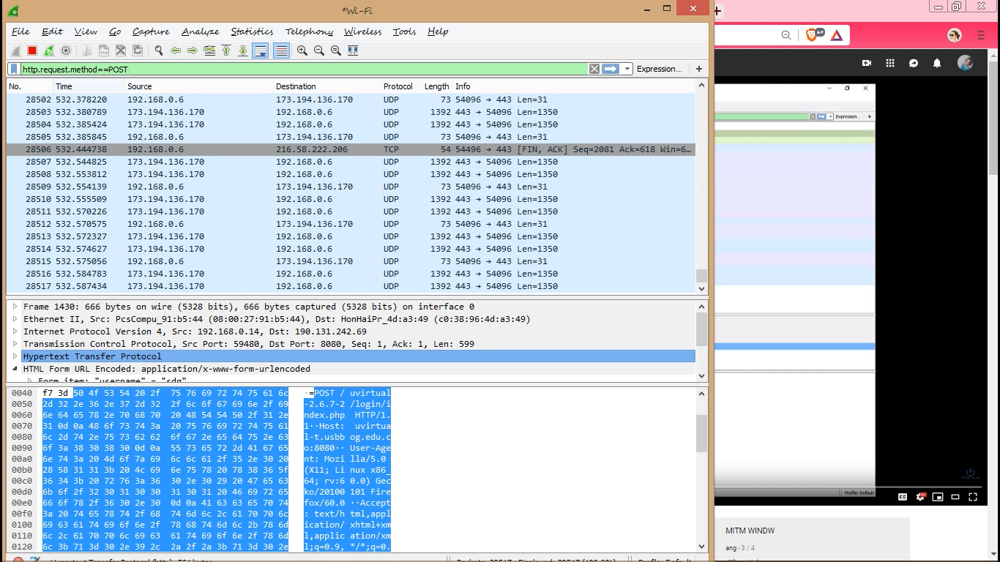 *Wi-Fi
File Edit View Go Capture Analyze Statistics Telephony Wireless Tools Help
http.request.method==POST Expression... +
No. Time Source Destination Protocol Length Info
28502 532.378220 192.168.0.6 173.194.136.170 UDP 73 54096 → 443 Len=31
28503 532.380789 173.194.136.170 192.168.0.6 UDP 1392 443 → 54096 Len=1350
28504 532.385424 173.194.136.170 192.168.0.6 UDP 1392 443 → 54096 Len=1350
28505 532.385845 192.168.0.6 173.194.136.170 UDP 73 54096 → 443 Len=31
28506 532.444738 192.168.0.6 216.58.222.206 TCP 54 54496 → 443 [FIN, ACK] Seq=2081 Ack=618 Win=6…
28507 532.544825 173.194.136.170 192.168.0.6 UDP 1392 443 → 54096 Len=1350
28508 532.553812 173.194.136.170 192.168.0.6 UDP 1392 443 → 54096 Len=1350
28509 532.554139 192.168.0.6 173.194.136.170 UDP 73 54096 → 443 Len=31
28510 532.555509 173.194.136.170 192.168.0.6 UDP 1392 443 → 54096 Len=1350
28511 532.570226 173.194.136.170 192.168.0.6 UDP 1392 443 → 54096 Len=1350
28512 532.570575 192.168.0.6 173.194.136.170 UDP 73 54096 → 443 Len=31
28513 532.572327 173.194.136.170 192.168.0.6 UDP 1392 443 → 54096 Len=1350
28514 532.574627 173.194.136.170 192.168.0.6 UDP 1392 443 → 54096 Len=1350
28515 532.575056 192.168.0.6 173.194.136.170 UDP 73 54096 → 443 Len=31
28516 532.584783 173.194.136.170 192.168.0.6 UDP 1392 443 → 54096 Len=1350
28517 532.587434 173.194.136.170 192.168.0.6 UDP 1392 443 → 54096 Len=1350
Frame 1430: 666 bytes on wire (5328 bits), 666 bytes captured (5328 bits) on interface 0
Ethernet II, Src: PcsCompu_91:b5:44 (08:00:27:91:b5:44), Dst: HonHaiPr_4d:a3:49 (c0:38:96:4d:a3:49)
Internet Protocol Version 4, Src: 192.168.0.14, Dst: 190.131.242.69
Transmission Control Protocol, Src Port: 59480, Dst Port: 8080, Seq: 1, Ack: 1, Len: 599
Hypertext Transfer Protocol
HTML Form URL Encoded: application/x-www-form-urlencoded
Form item: "username" = "sdg"
0040 f7 3d 50 4f 53 54 20 2f 75 76 69 72 74 75 61 6c ·=POST / uvirtual
0050 2d 32 2e 36 2e 37 2d 32 2f 6c 6f 67 69 6e 2f 69 -2.6.7-2 /login/i
0060 6e 64 65 78 2e 70 68 70 20 48 54 54 50 2f 31 2e ndex.php HTTP/1.
0070 31 0d 0a 48 6f 73 74 3a 20 75 76 69 72 74 75 61 1··Host: uvirtua
0080 6c 2d 74 2e 75 73 62 62 6f 67 2e 65 64 75 2e 63 l-t.usbb og.edu.c
0090 6f 3a 38 30 38 30 0d 0a 55 73 65 72 2d 41 67 65 o:8080·· User-Age
00a0 6e 74 3a 20 4d 6f 7a 69 6c 6c 61 2f 35 2e 30 20 nt: Mozi lla/5.0
00b0 28 58 31 31 3b 20 4c 69 6e 75 78 20 78 38 36 5f (X11; Li nux x86_
00c0 36 34 3b 20 72 76 3a 36 30 2e 30 29 20 47 65 63 64; rv:6 0.0) Gec
00d0 6b 6f 2f 32 30 31 30 30 31 30 31 20 46 69 72 65 ko/20100 101 Fire
00e0 66 6f 78 2f 36 30 2e 30 0d 0a 41 63 63 65 70 74 fox/60.0 ··Accept
00f0 3a 20 74 65 78 74 2f 68 74 6d 6c 2c 61 70 70 6c : text/h tml,appl
0100 69 63 61 74 69 6f 6e 2f 78 68 74 6d 6c 2b 78 6d ication/ xhtml+xm
0110 6c 2c 61 70 70 6c 69 63 61 74 69 6f 6e 2f 78 6d l,applic ation/xm
0120 6c 3b 71 3d 30 2e 39 2c 2a 2f 2a 3b 71 3d 30 2e l;q=0.9, */*;q=0.
Expression... +
Profile: Default
MITM WINDW
ang - 3 / 4